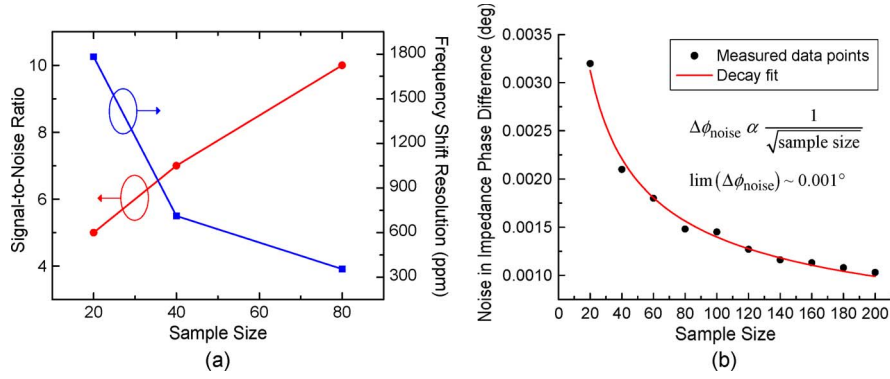 Signal-to-Noise Ratio
10
8
6
4
1800
1500
1200
900
600
300
Frequency Shift Resolution (ppm)
20
40
60
80
Sample Size
(a)
Noise in Impedance Phase Difference (deg)
0.0035
0.0030
0.0025
0.0020
0.0015
0.0010
Measured data points
Decay fit
Δϕnoise α 1/√sample size
lim(Δϕnoise) ~ 0.001°
0 20 40 60 80 100 120 140 160 180 200
Sample Size
(b)